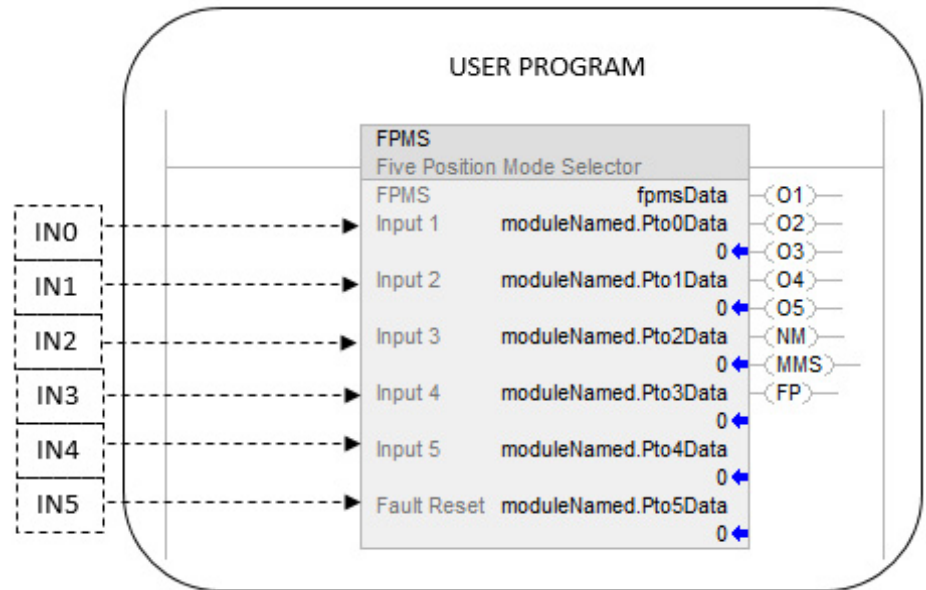 USER PROGRAM
FPMS
Five Position Mode Selector
FPMS fpmsData (O1)
IN0 Input 1 moduleNamed.Pto0Data (O2)
0 (O3)
IN1 Input 2 moduleNamed.Pto1Data (O4)
0 (O5)
IN2 Input 3 moduleNamed.Pto2Data (NM)
0 (MMS)
IN3 Input 4 moduleNamed.Pto3Data (FP)
0
IN4 Input 5 moduleNamed.Pto4Data
0
IN5 Fault Reset moduleNamed.Pto5Data
0